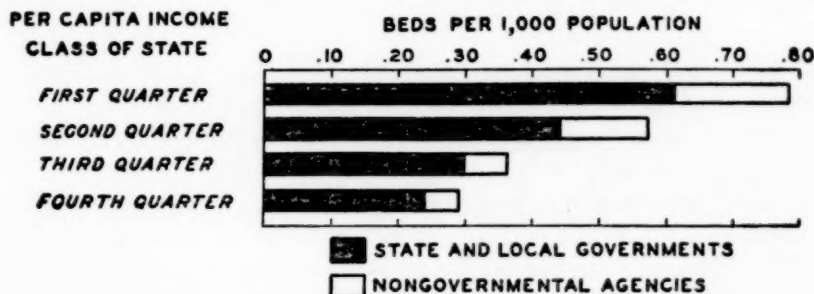 PER CAPITA INCOME
CLASS OF STATE
BEDS PER 1,000 POPULATION
0 .10 .20 .30 .40 .50 .60 .70 .80
FIRST QUARTER
SECOND QUARTER
THIRD QUARTER
FOURTH QUARTER
STATE AND LOCAL GOVERNMENTS
NONGOVERNMENTAL AGENCIES